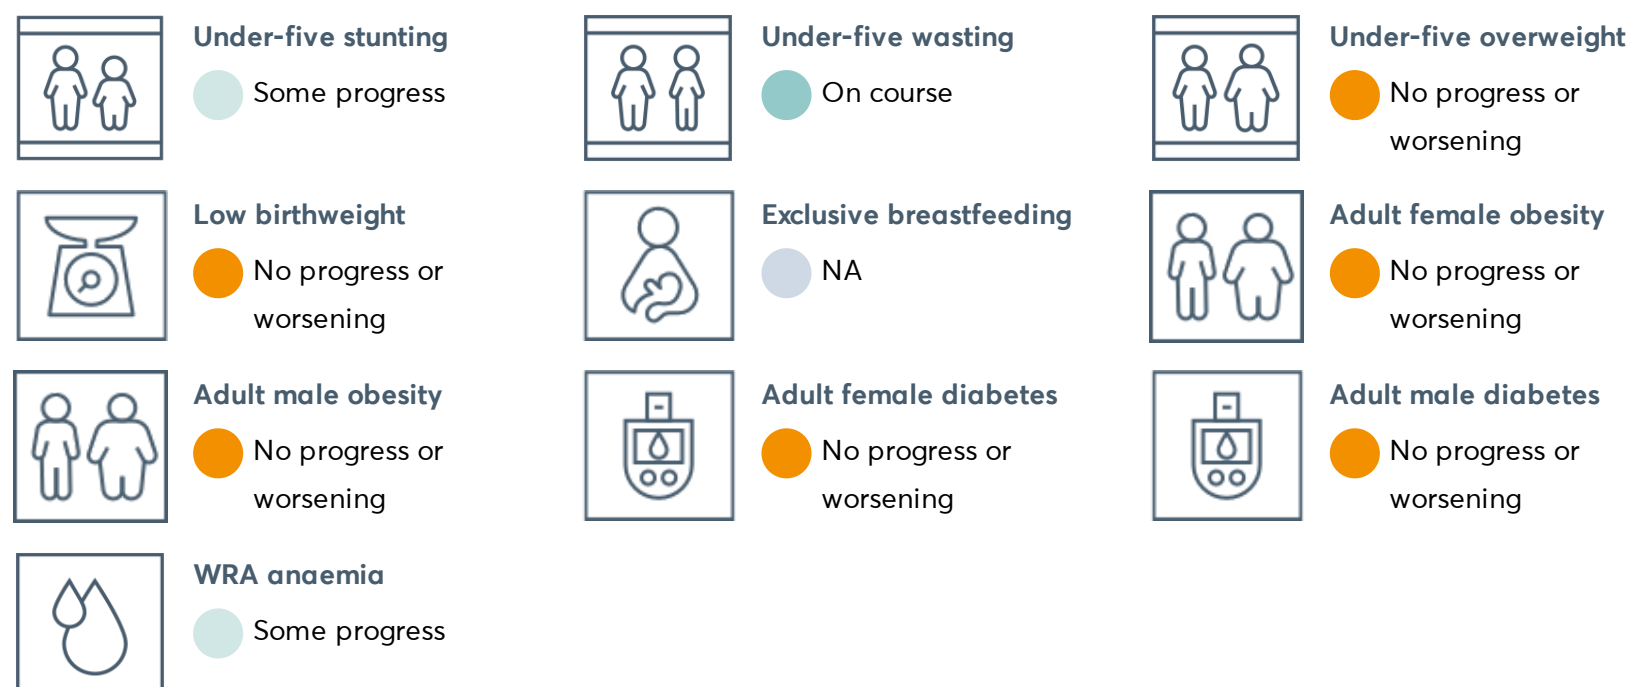 Under-five stunting
Some progress
Under-five wasting
On course
Under-five overweight
No progress or
worsening
Low birthweight
No progress or
worsening
Exclusive breastfeeding
NA
Adult female obesity
No progress or
worsening
Adult male obesity
No progress or
worsening
Adult female diabetes
No progress or
worsening
Adult male diabetes
No progress or
worsening
WRA anaemia
Some progress